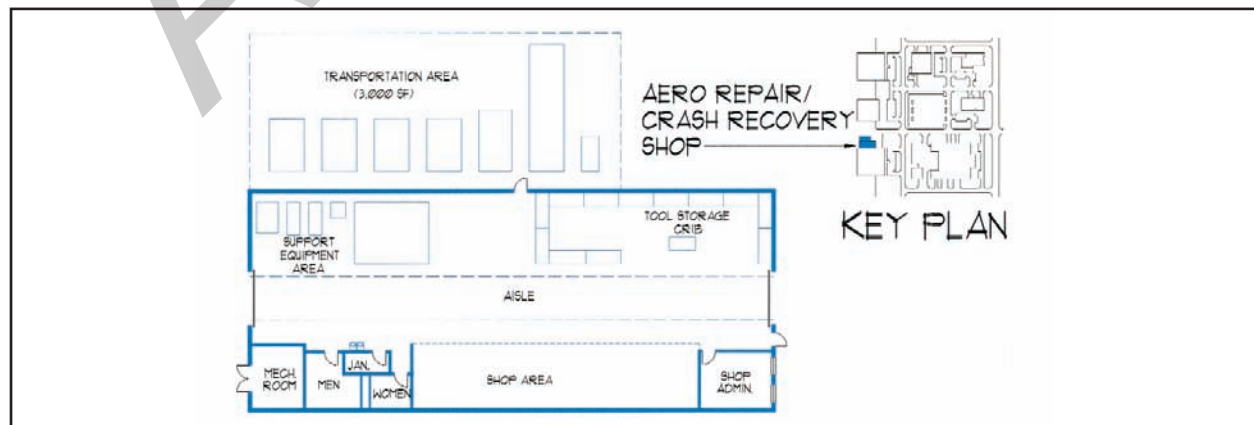 TRANSPORTATION AREA
(3,000 SF)
AERO REPAIR/
CRASH RECOVERY
SHOP
KEY PLAN
SUPPORT
EQUIPMENT
AREA
TOOL STORAGE
CRIB
AISLE
MECH.
ROOM
MEN
JAN.
WOMEN
SHOP AREA
SHOP
ADMIN.